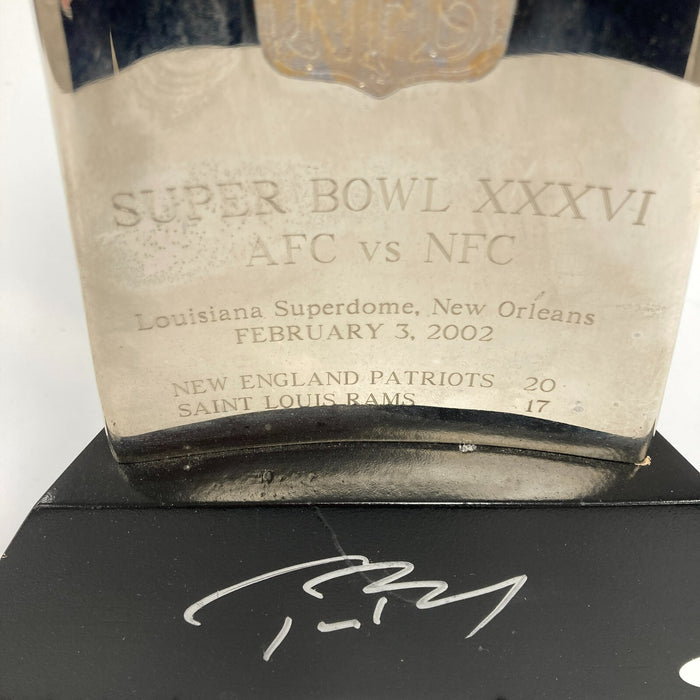 NFL
SUPER BOWL XXXVI
AFC vs NFC
Louisiana Superdome, New Orleans
FEBRUARY 3, 2002
NEW ENGLAND PATRIOTS 20
SAINT LOUIS RAMS 17